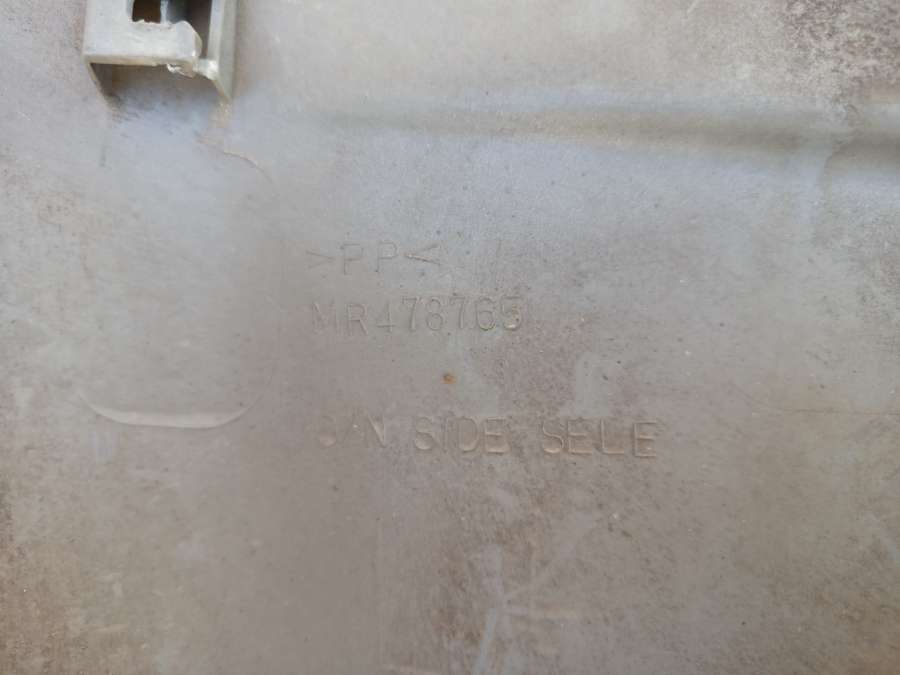 >PP<
MR478765
G/N SIDE SELE